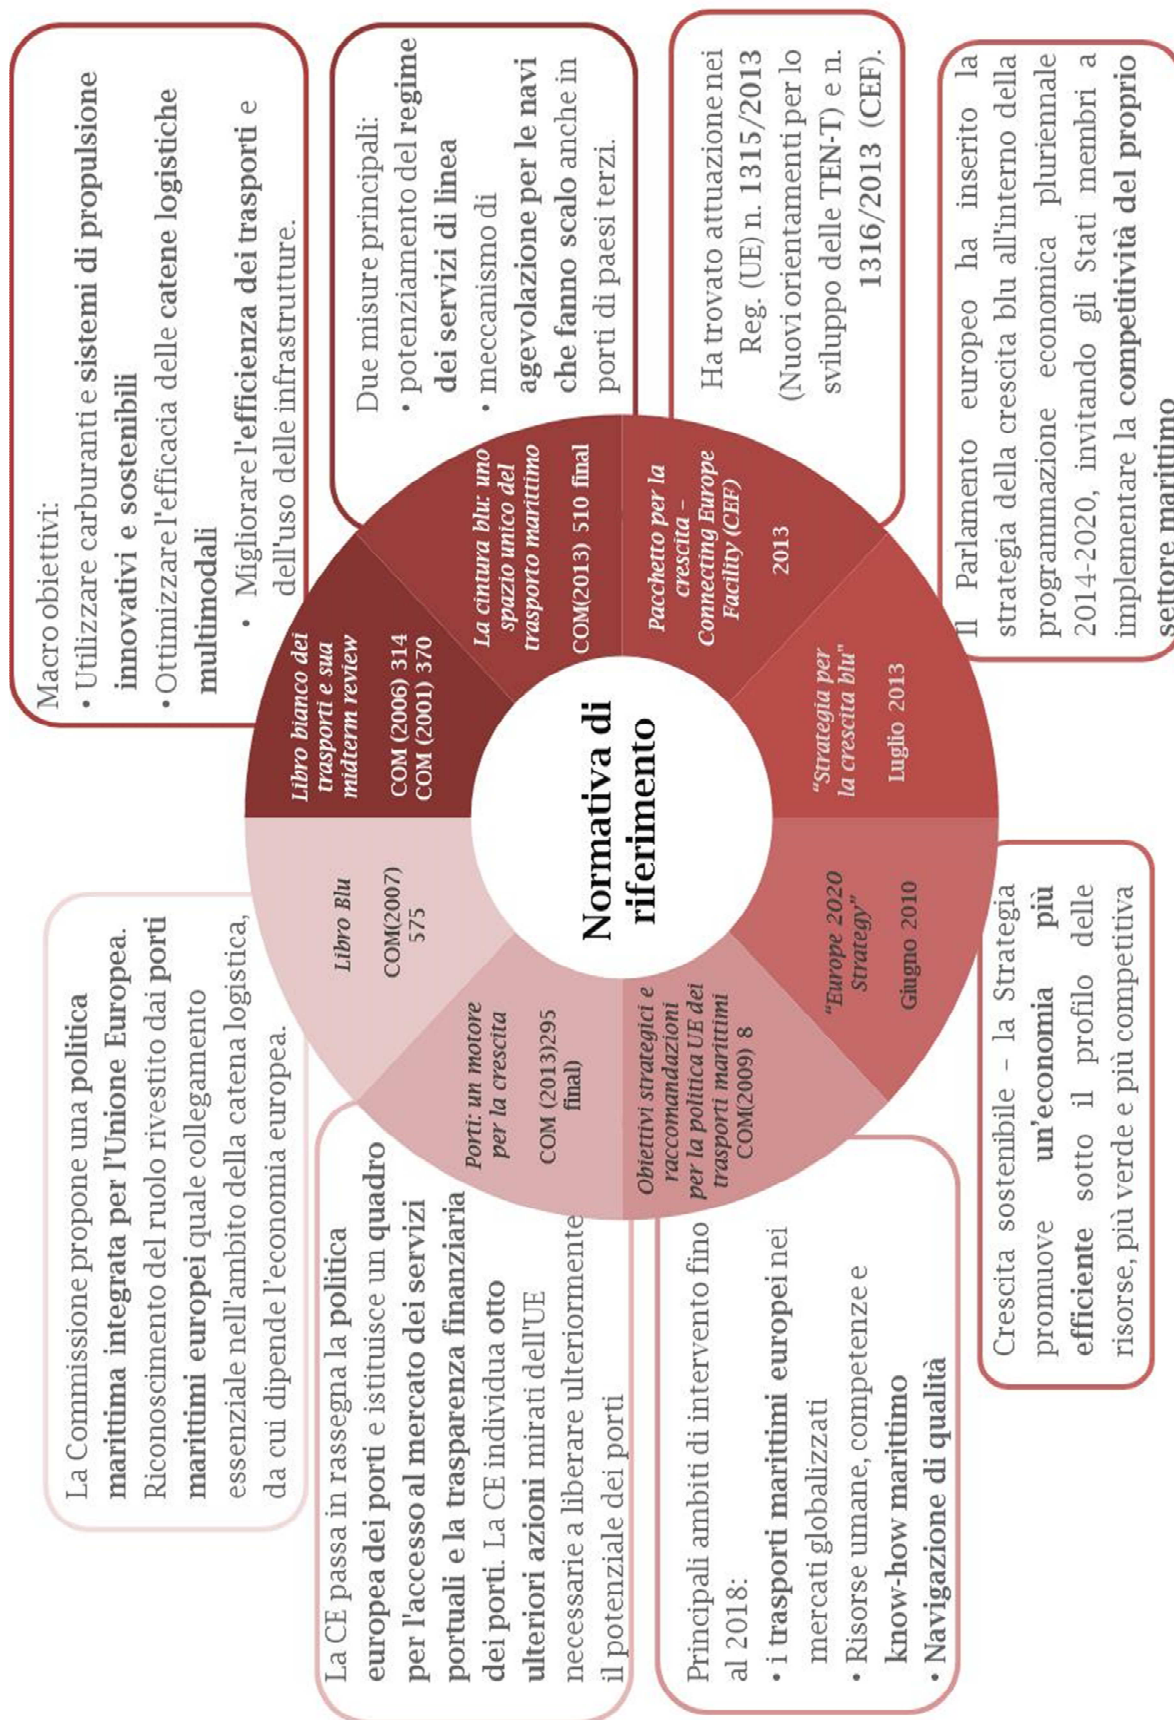 Normativa di
riferimento
Libro bianco dei
trasporti e sua
midterm review
COM (2006) 314
COM (2001) 370
Macro obiettivi:
• Utilizzare carburanti e sistemi di propulsione
innovativi e sostenibili
• Ottimizzare l'efficacia delle catene logistiche
multimodali
• Migliorare l'efficienza dei trasporti e
dell'uso delle infrastrutture.
La cintura blu: uno
spazio unico del
trasporto marittimo
COM(2013) 510 final
Due misure principali:
• potenziamento del regime
dei servizi di linea
• meccanismo di
agevolazione per le navi
che fanno scalo anche in
porti di paesi terzi.
Pacchetto per la
crescita –
Connecting Europe
Facility (CEF)
2013
Ha trovato attuazione nei
Reg. (UE) n. 1315/2013
(Nuovi orientamenti per lo
sviluppo delle TEN-T) e n.
1316/2013 (CEF).
“Strategia per
la crescita blu"
Luglio 2013
Il Parlamento europeo ha inserito la
strategia della crescita blu all'interno della
programmazione economica pluriennale
2014-2020, invitando gli Stati membri a
implementare la competitività del proprio
settore marittimo
“Europe 2020
Strategy”
Giugno 2010
Crescita sostenibile – la Strategia
promuove un'economia più
efficiente sotto il profilo delle
risorse, più verde e più competitiva
Obiettivi strategici e
raccomandazioni
per la politica UE dei
trasporti marittimi
COM(2009) 8
Principali ambiti di intervento fino
al 2018:
• i trasporti marittimi europei nei
mercati globalizzati
• Risorse umane, competenze e
know-how marittimo
• Navigazione di qualità
Porti: un motore
per la crescita
COM (2013)295
final)
La CE passa in rassegna la politica
europea dei porti e istituisce un quadro
per l'accesso al mercato dei servizi
portuali e la trasparenza finanziaria
dei porti. La CE individua otto
ulteriori azioni mirati dell'UE
necessarie a liberare ulteriormente
il potenziale dei porti
Libro Blu
COM(2007)
575
La Commissione propone una politica
marittima integrata per l'Unione Europea.
Riconoscimento del ruolo rivestito dai porti
marittimi europei quale collegamento
essenziale nell'ambito della catena logistica,
da cui dipende l'economia europea.